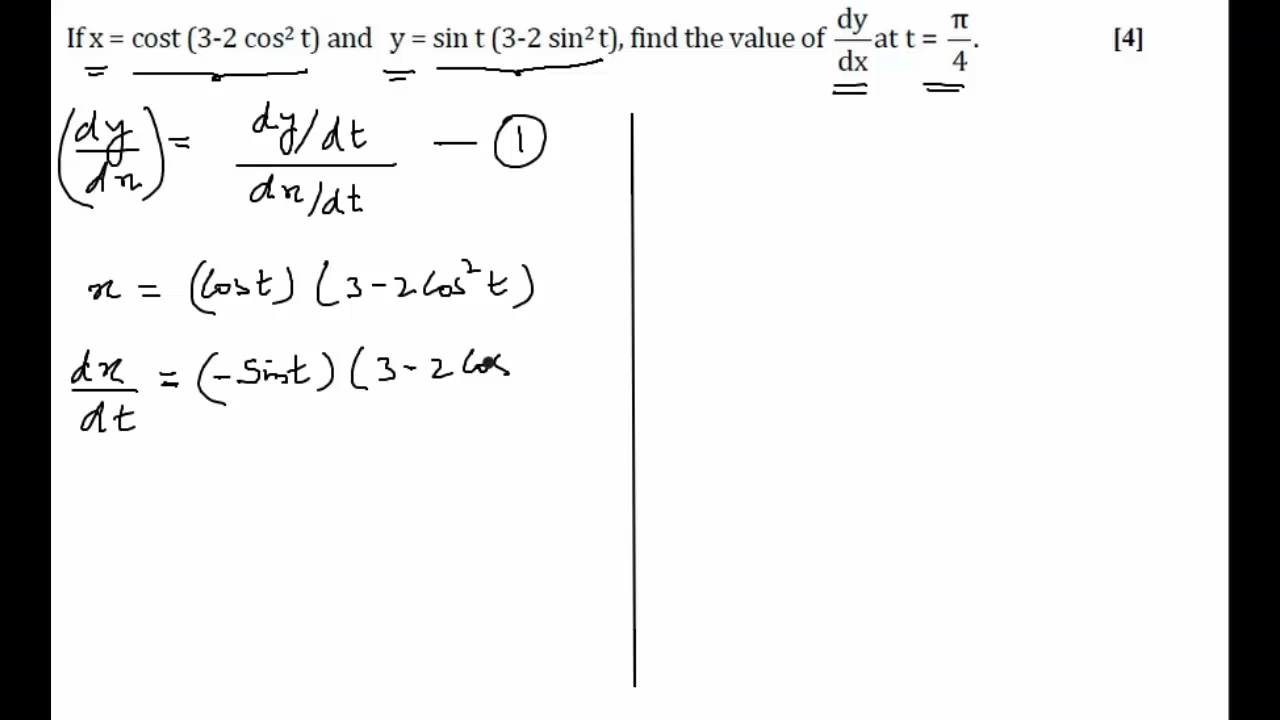 If x = cost (3-2 cos² t) and y = sin t (3-2 sin² t), find the value of dy/dx at t = π/4. [4]
(dy/dx) = (dy/dt)/(dx/dt) — ①
x = (cost) (3-2cos²t)
dx/dt = (-sint) (3-2cos